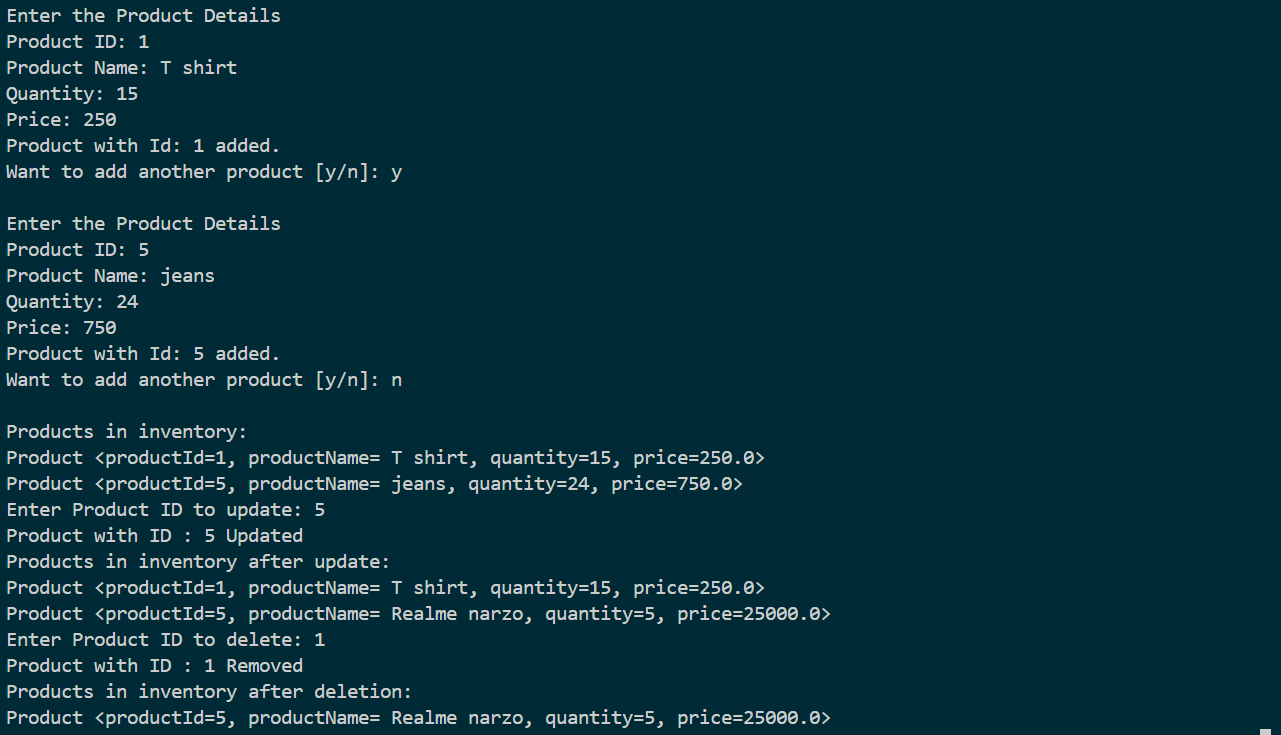 Enter the Product Details
Product ID: 1
Product Name: T shirt
Quantity: 15
Price: 250
Product with Id: 1 added.
Want to add another product [y/n]: y
Enter the Product Details
Product ID: 5
Product Name: jeans
Quantity: 24
Price: 750
Product with Id: 5 added.
Want to add another product [y/n]: n
Products in inventory:
Product <productId=1, productName= T shirt, quantity=15, price=250.0>
Product <productId=5, productName= jeans, quantity=24, price=750.0>
Enter Product ID to update: 5
Product with ID : 5 Updated
Products in inventory after update:
Product <productId=1, productName= T shirt, quantity=15, price=250.0>
Product <productId=5, productName= Realme narzo, quantity=5, price=25000.0>
Enter Product ID to delete: 1
Product with ID : 1 Removed
Products in inventory after deletion:
Product <productId=5, productName= Realme narzo, quantity=5, price=25000.0>